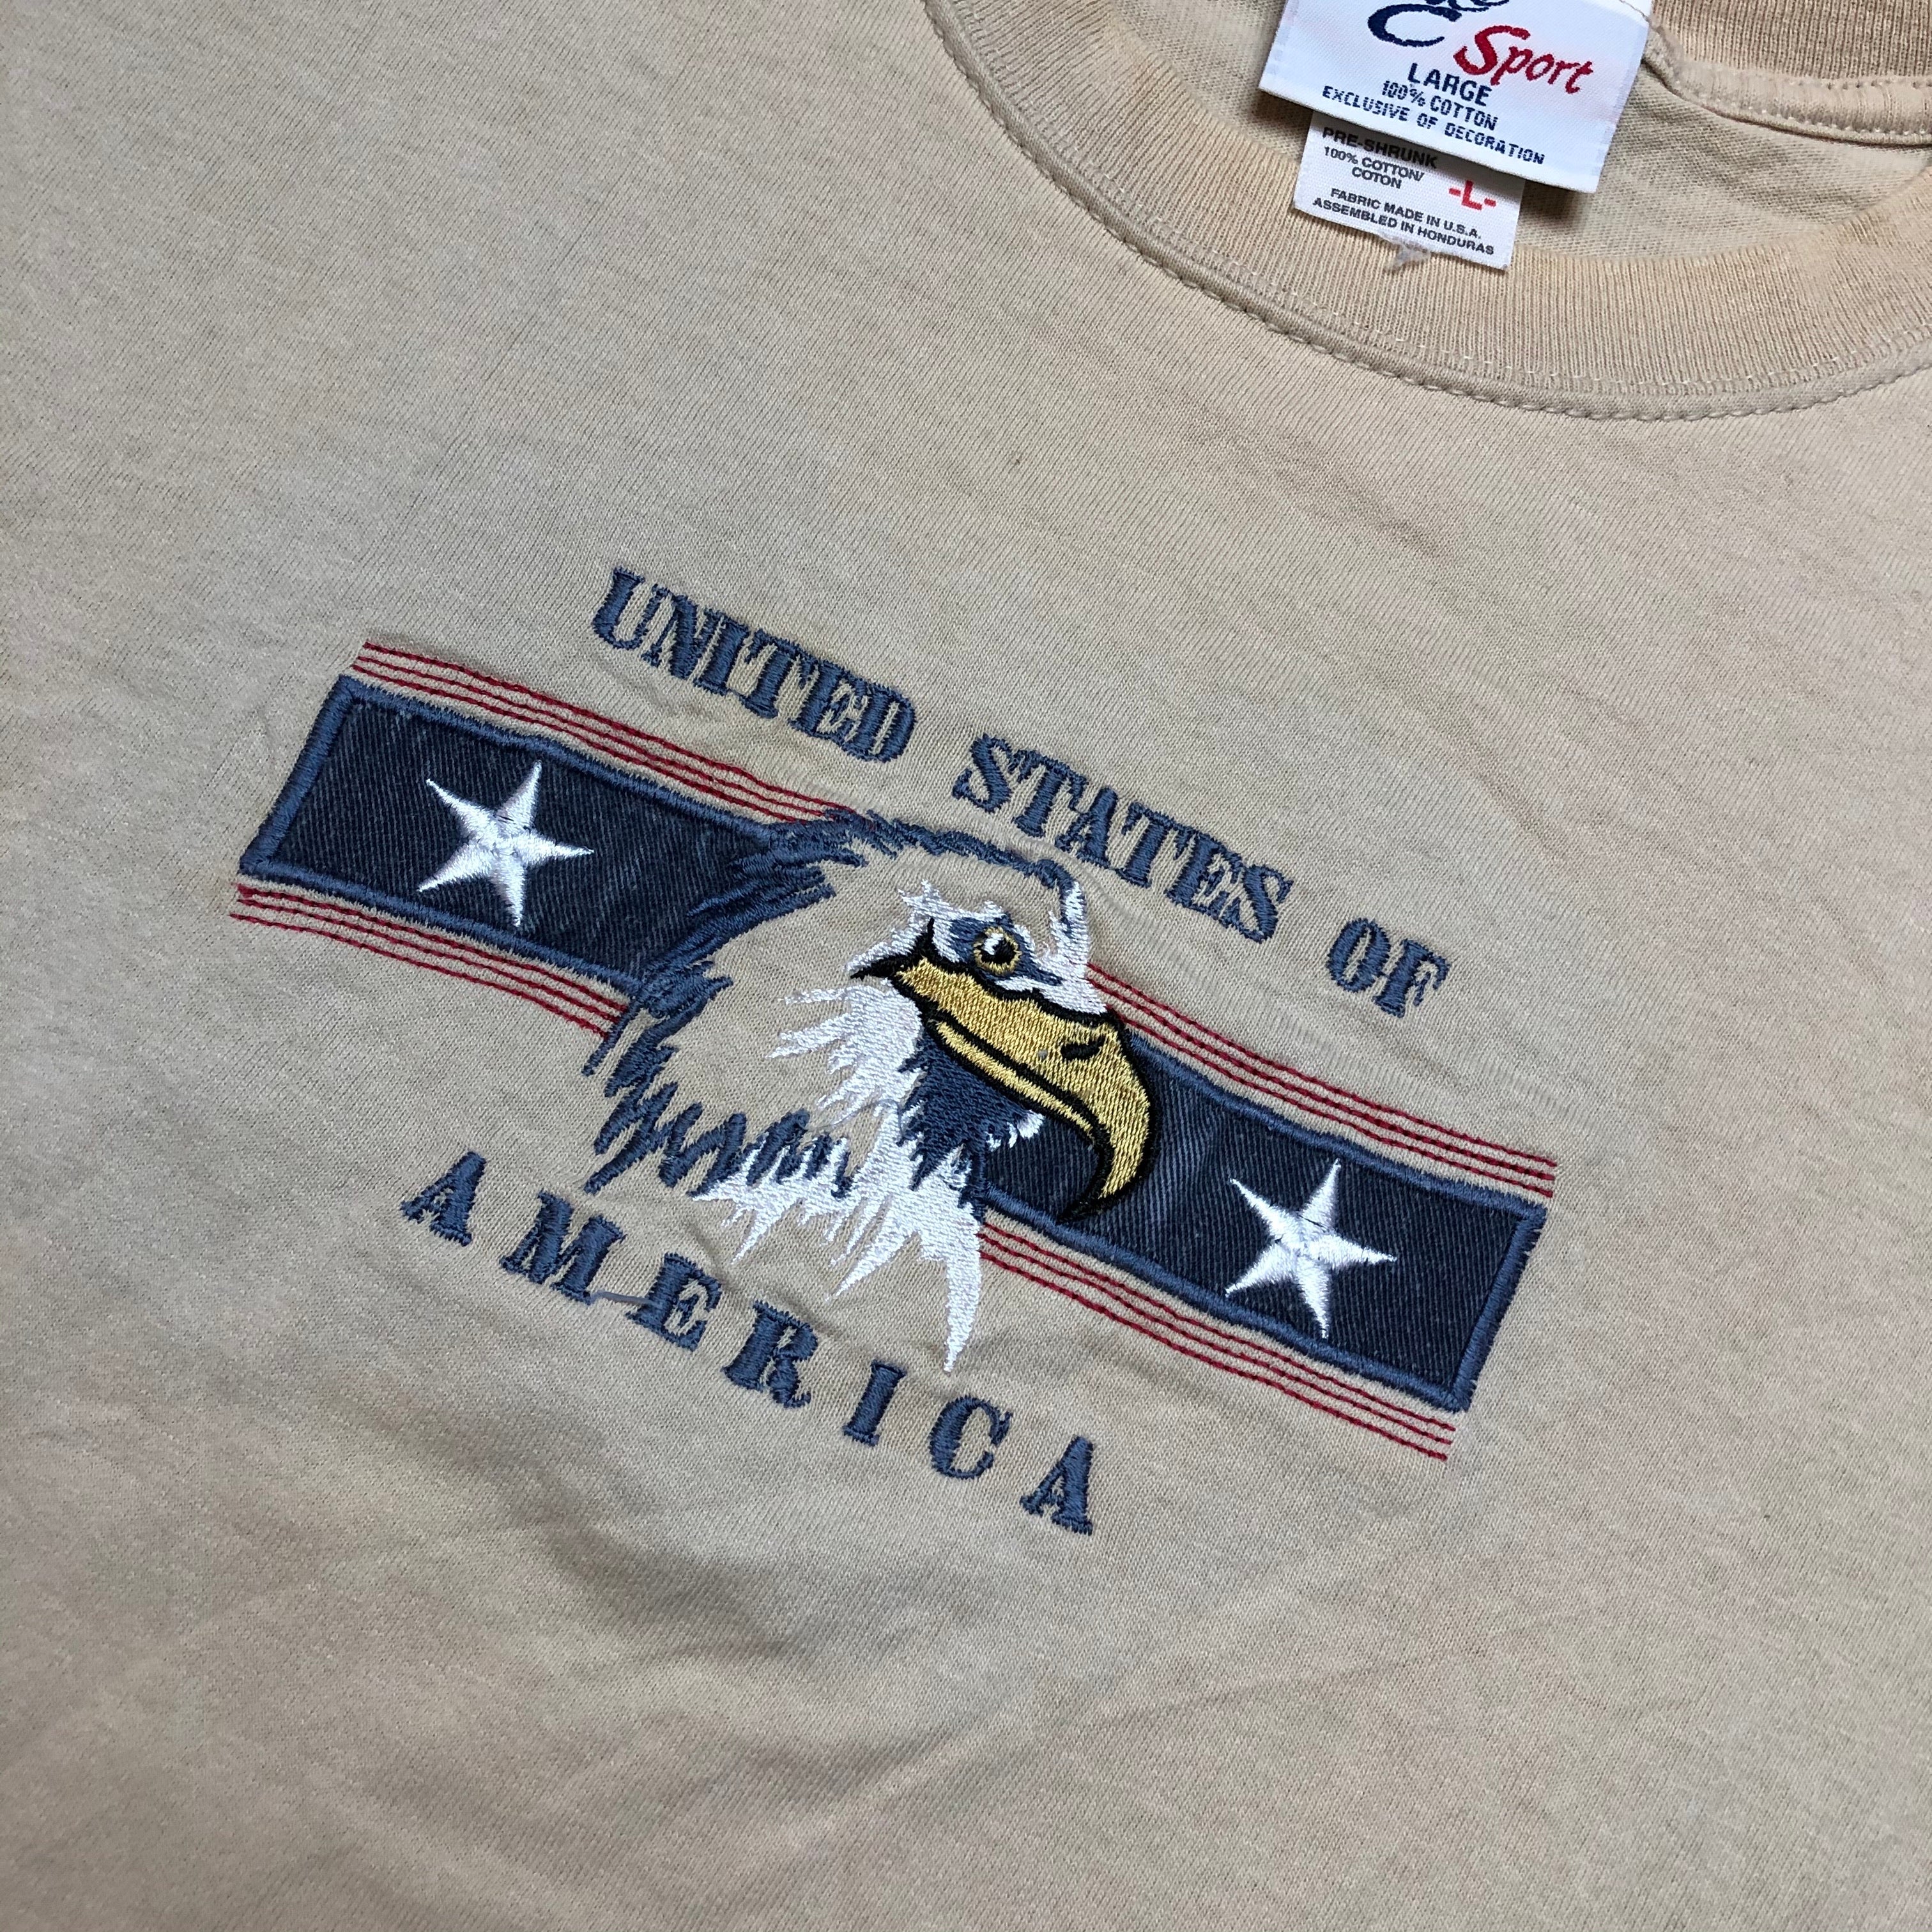 Sport
LARGE
100% COTTON
EXCLUSIVE OF DECORATION
PRE-SHRUNK
100% COTTON/
COTON
-L-
FABRIC MADE IN U.S.A.
ASSEMBLED IN HONDURAS
UNITED STATES OF
AMERICA